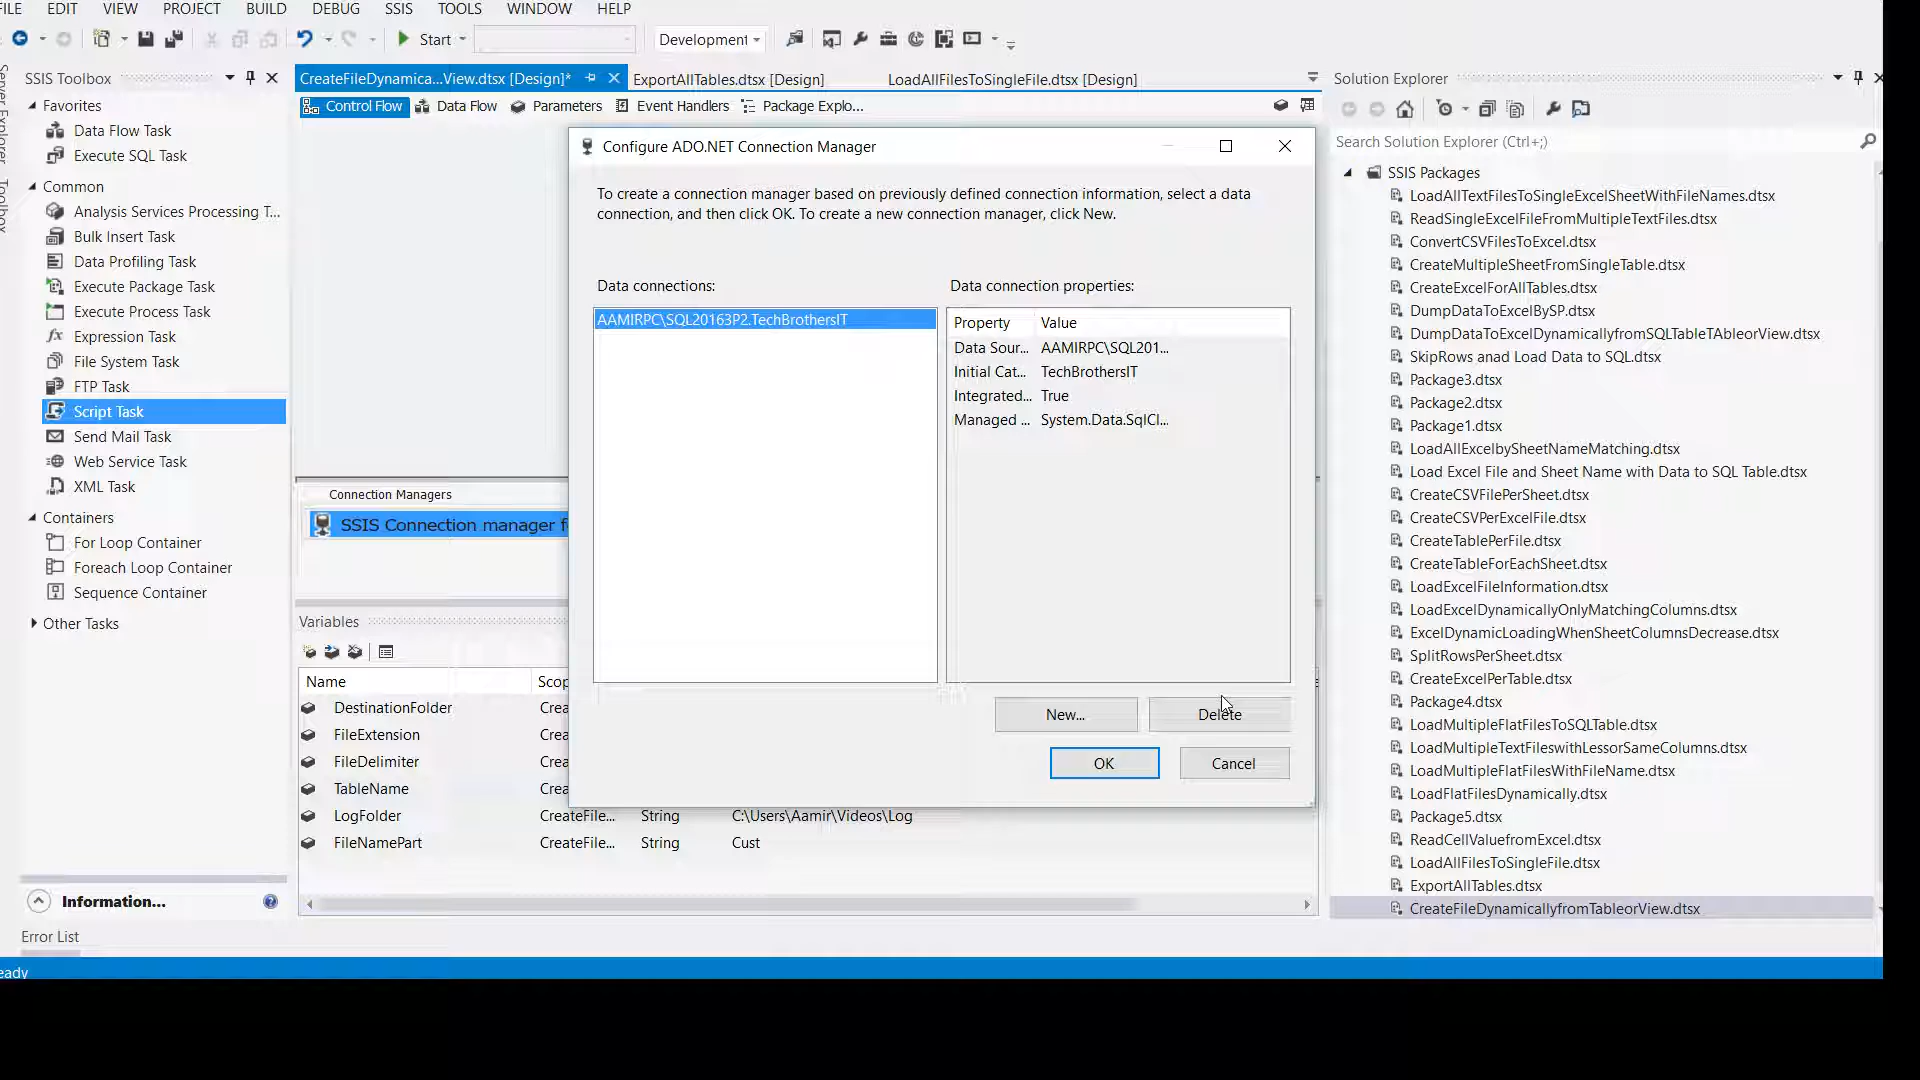 FILE EDIT VIEW PROJECT BUILD DEBUG SSIS TOOLS WINDOW HELP
Start
Development
Server Explorer
Toolbox
SSIS Toolbox
Favorites
Data Flow Task
Execute SQL Task
Common
Analysis Services Processing T...
Bulk Insert Task
Data Profiling Task
Execute Package Task
Execute Process Task
Expression Task
File System Task
FTP Task
Script Task
Send Mail Task
Web Service Task
XML Task
Containers
For Loop Container
Foreach Loop Container
Sequence Container
Other Tasks
Information...
Error List
eady
CreateFileDynamica...View.dtsx [Design]*
ExportAllTables.dtsx [Design]
LoadAllFilesToSingleFile.dtsx [Design]
Control Flow
Data Flow
Parameters
Event Handlers
Package Explo...
Configure ADO.NET Connection Manager
To create a connection manager based on previously defined connection information, select a data
connection, and then click OK. To create a new connection manager, click New.
Data connections:
AAMIRPC\SQL20163P2.TechBrothersIT
Data connection properties:
Property Value
Data Sour... AAMIRPC\SQL201...
Initial Cat... TechBrothersIT
Integrated... True
Managed ... System.Data.SqlCl...
New...
Delete
OK
Cancel
Connection Managers
SSIS Connection manager f
Variables
Name Scop
DestinationFolder Crea
FileExtension Crea
FileDelimiter Crea
TableName Crea
LogFolder CreateFile... String C:\Users\Aamir\Videos\Log
FileNamePart CreateFile... String Cust
Solution Explorer
Search Solution Explorer (Ctrl+;)
SSIS Packages
LoadAllTextFilesToSingleExcelSheetWithFileNames.dtsx
ReadSingleExcelFileFromMultipleTextFiles.dtsx
ConvertCSVFilesToExcel.dtsx
CreateMultipleSheetFromSingleTable.dtsx
CreateExcelForAllTables.dtsx
DumpDataToExcelBySP.dtsx
DumpDataToExcelDynamicallyfromSQLTableTAbleorView.dtsx
SkipRows anad Load Data to SQL.dtsx
Package3.dtsx
Package2.dtsx
Package1.dtsx
LoadAllExcelbySheetNameMatching.dtsx
Load Excel File and Sheet Name with Data to SQL Table.dtsx
CreateCSVFilePerSheet.dtsx
CreateCSVPerExcelFile.dtsx
CreateTablePerFile.dtsx
CreateTableForEachSheet.dtsx
LoadExcelFileInformation.dtsx
LoadExcelDynamicallyOnlyMatchingColumns.dtsx
ExcelDynamicLoadingWhenSheetColumnsDecrease.dtsx
SplitRowsPerSheet.dtsx
CreateExcelPerTable.dtsx
Package4.dtsx
LoadMultipleFlatFilesToSQLTable.dtsx
LoadMultipleTextFileswithLessorSameColumns.dtsx
LoadMultipleFlatFilesWithFileName.dtsx
LoadFlatFilesDynamically.dtsx
Package5.dtsx
ReadCellValuefromExcel.dtsx
LoadAllFilesToSingleFile.dtsx
ExportAllTables.dtsx
CreateFileDynamicallyfromTableorView.dtsx